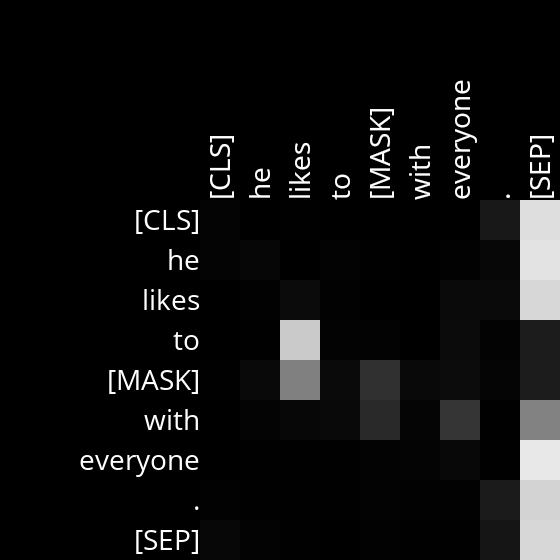 [CLS] he likes to [MASK] with everyone . [SEP]
[CLS]
he
likes
to
[MASK]
with
everyone
.
[SEP]